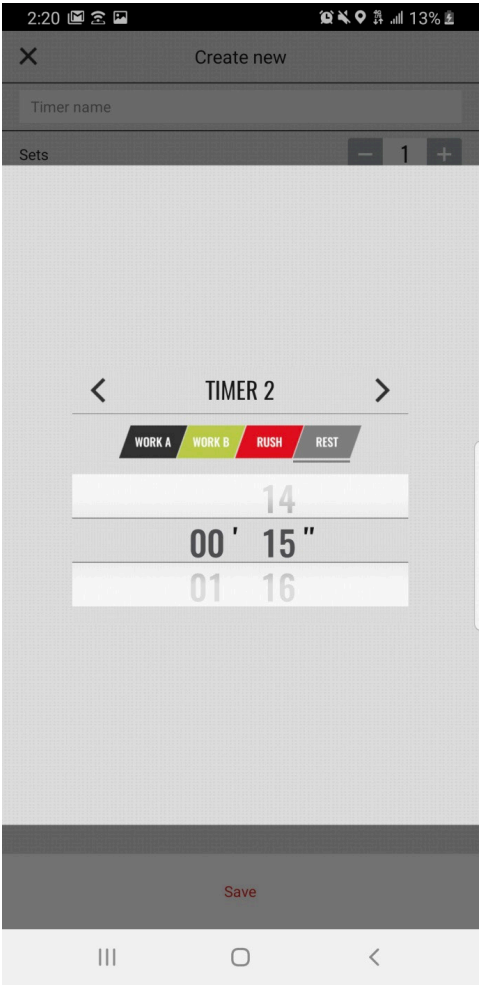 2:20 13%
Create new
Timer name
Sets 1
TIMER 2
WORK A WORK B RUSH REST
14
00 ' 15 "
01 16
Save